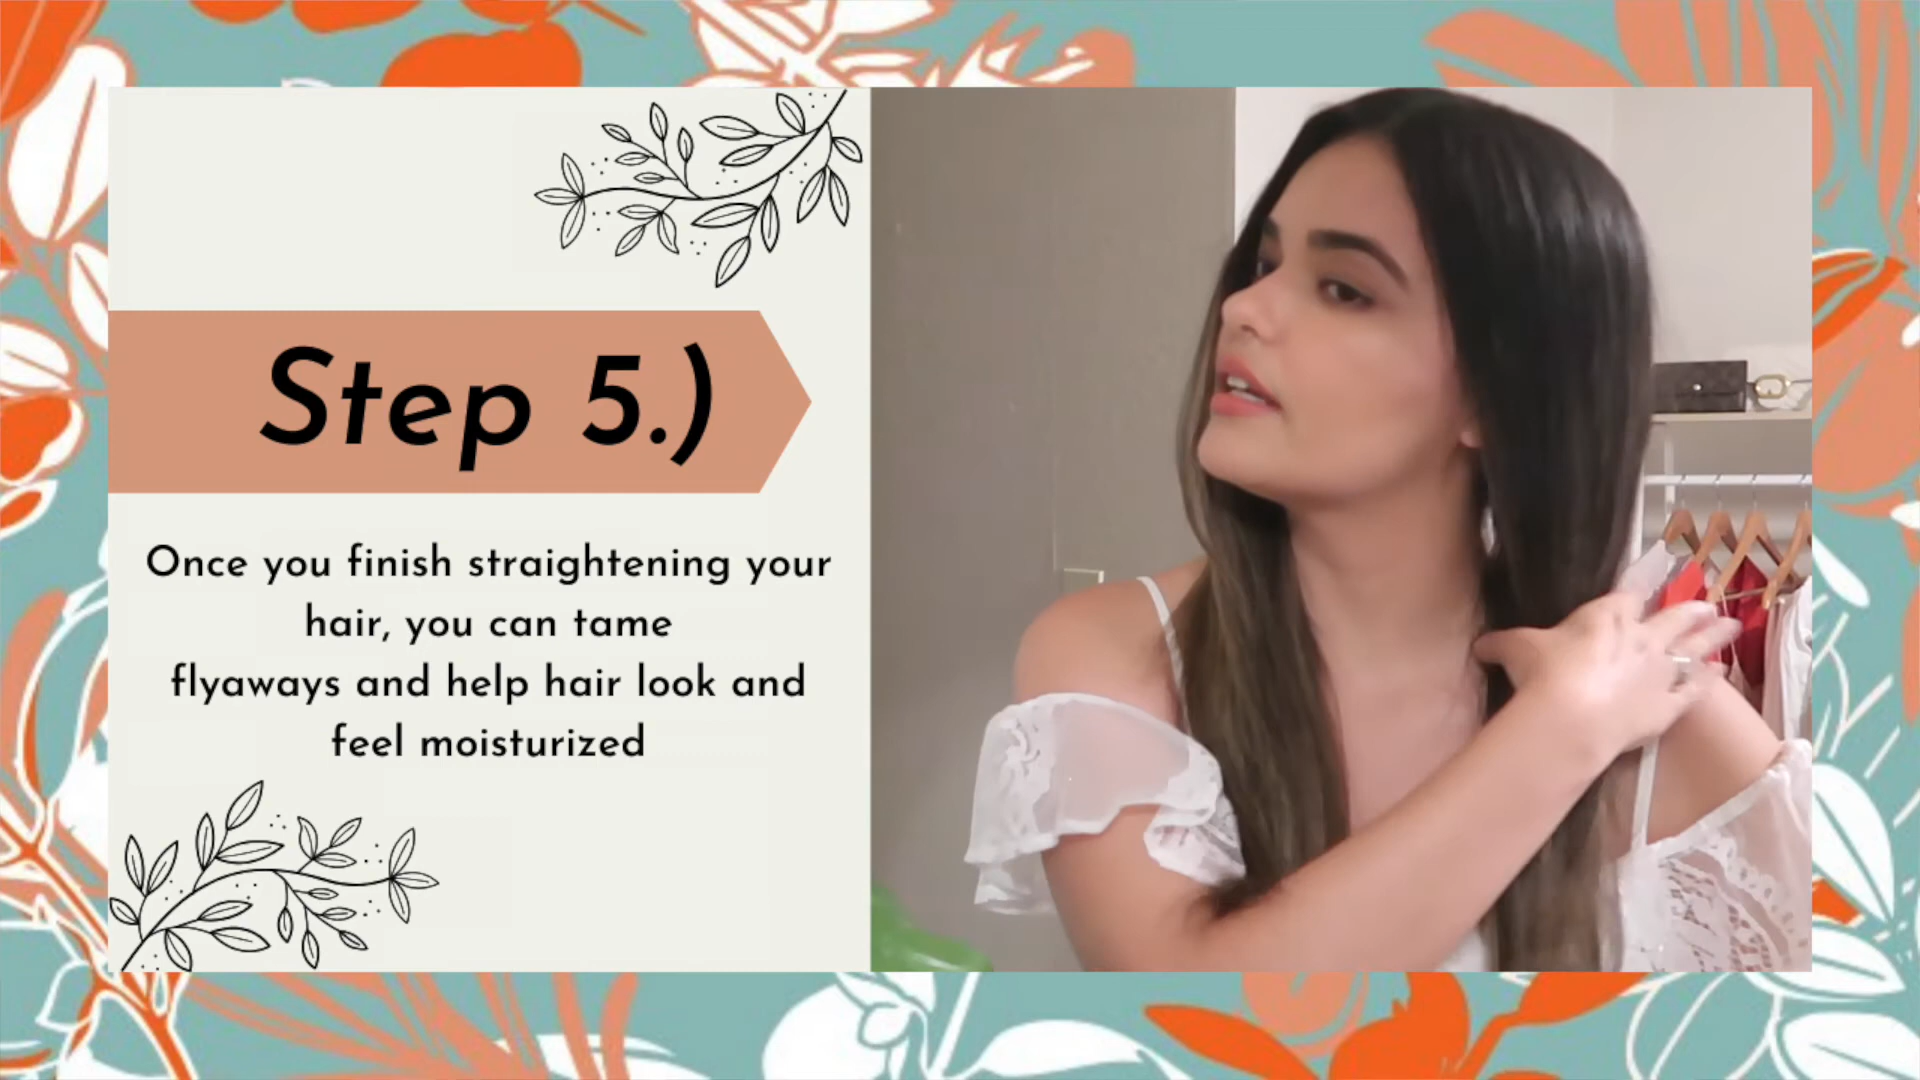 Step 5.)
Once you finish straightening your
hair, you can tame
flyaways and help hair look and
feel moisturized